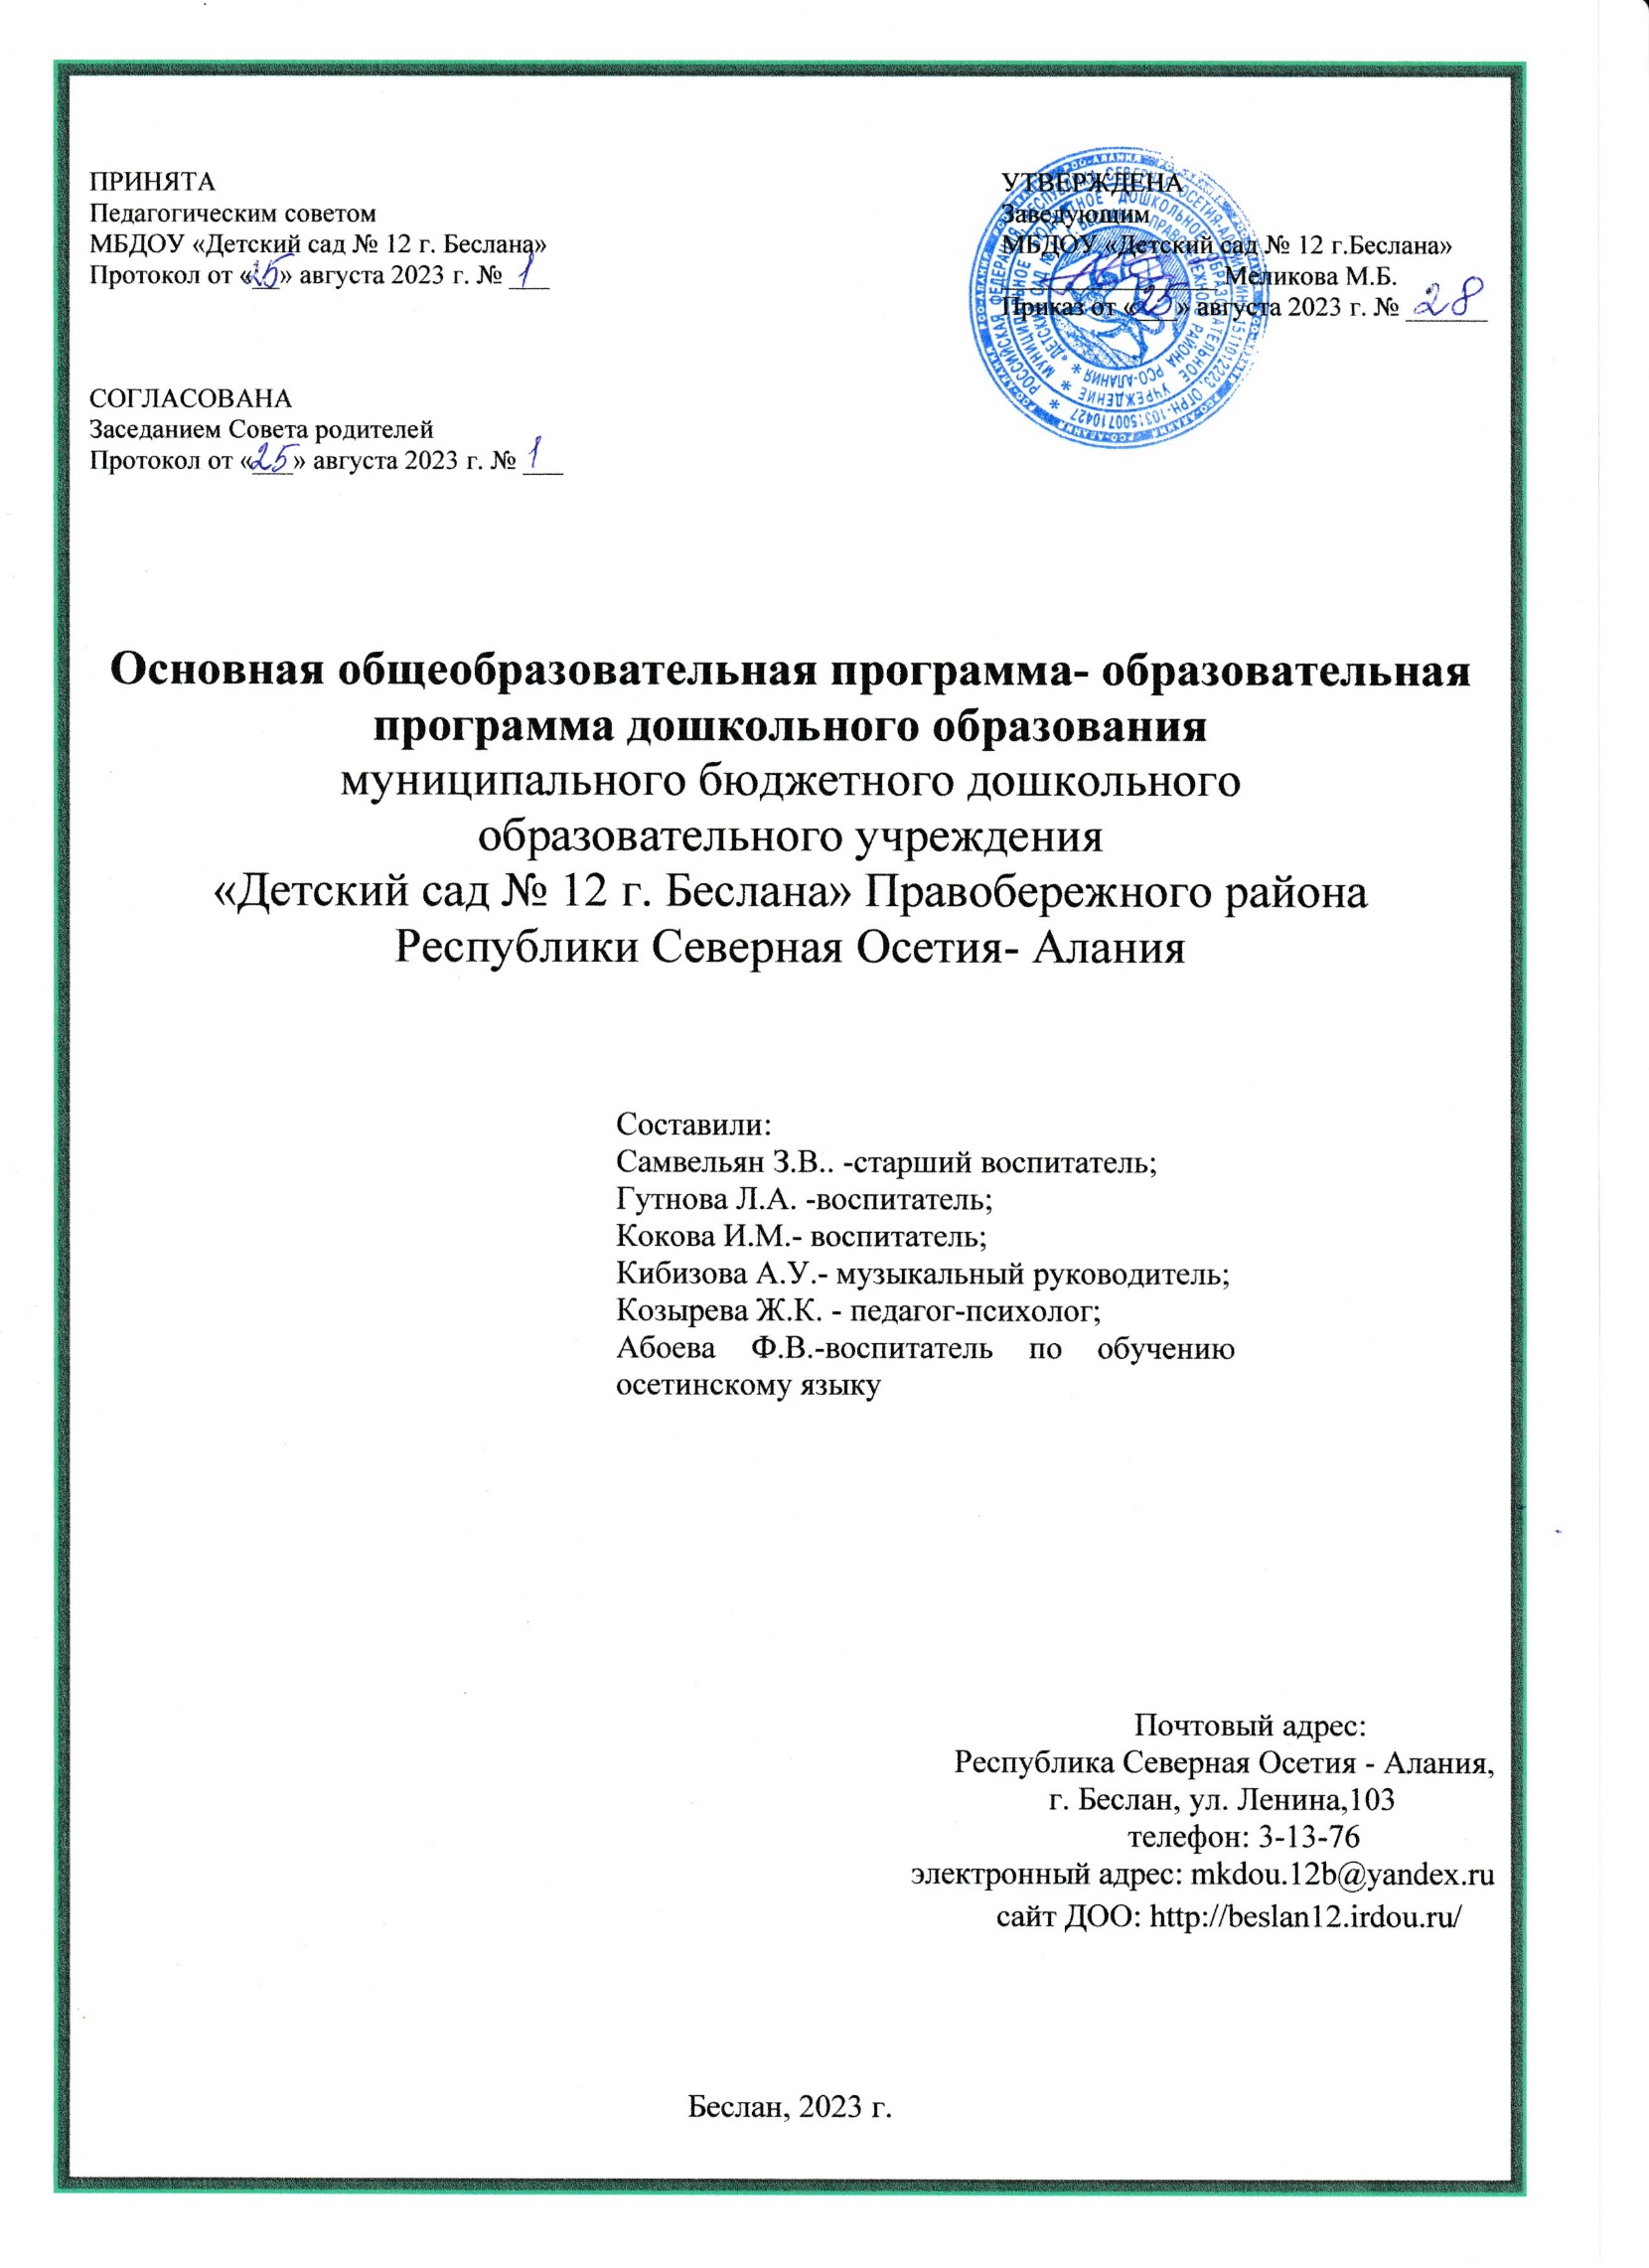 ПРИНЯТА
Педагогическим советом
МБДОУ «Детский сад № 12 г. Беслана»
Протокол от «25» августа 2023 г. № 1
УТВЕРЖДЕНА
Заведующим
МБДОУ «Детский сад № 12 г.Беслана»
Меликова М.Б.
Приказ от «25» августа 2023 г. № 28
СОГЛАСОВАНА
Заседанием Совета родителей
Протокол от «25» августа 2023 г. № 1
Основная общеобразовательная программа- образовательная
программа дошкольного образования
муниципального бюджетного дошкольного
образовательного учреждения
«Детский сад № 12 г. Беслана» Правобережного района
Республики Северная Осетия- Алания
Составили:
Самвельян З.В.. -старший воспитатель;
Гутнова Л.А. -воспитатель;
Кокова И.М.- воспитатель;
Кибизова А.У.- музыкальный руководитель;
Козырева Ж.К. - педагог-психолог;
Абоева Ф.В.-воспитатель по обучению
осетинскому языку
Почтовый адрес:
Республика Северная Осетия - Алания,
г. Беслан, ул. Ленина,103
телефон: 3-13-76
электронный адрес: mkdou.12b@yandex.ru
сайт ДОО: http://beslan12.irdou.ru/
Беслан, 2023 г.